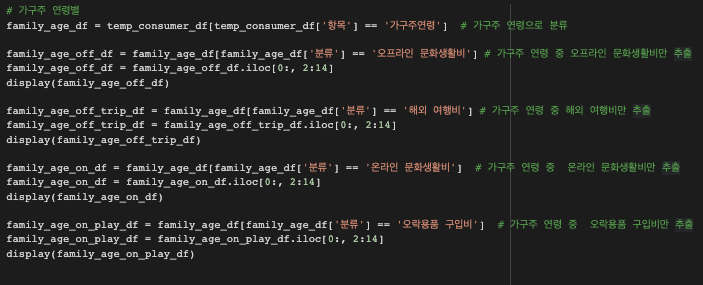 # 가구주 연령별
family_age_df = temp_consumer_df[temp_consumer_df['항목'] == '가구주연령']  # 가구주 연령으로 분류
family_age_off_df = family_age_df[family_age_df['분류'] == '오프라인 문화생활비'] # 가구주 연령 중 오프라인 문화생활비만 추출
family_age_off_df = family_age_off_df.iloc[0:, 2:14]
display(family_age_off_df)
family_age_off_trip_df = family_age_df[family_age_df['분류'] == '해외 여행비'] # 가구주 연령 중 해외 여행비만 추출
family_age_off_trip_df = family_age_off_trip_df.iloc[0:, 2:14]
display(family_age_off_trip_df)
family_age_on_df = family_age_df[family_age_df['분류'] == '온라인 문화생활비']  # 가구주 연령 중  온라인 문화생활비만 추출
family_age_on_df = family_age_on_df.iloc[0:, 2:14]
display(family_age_on_df)
family_age_on_play_df = family_age_df[family_age_df['분류'] == '오락용품 구입비']  # 가구주 연령 중  오락용품 구입비만 추출
family_age_on_play_df = family_age_on_play_df.iloc[0:, 2:14]
display(family_age_on_play_df)